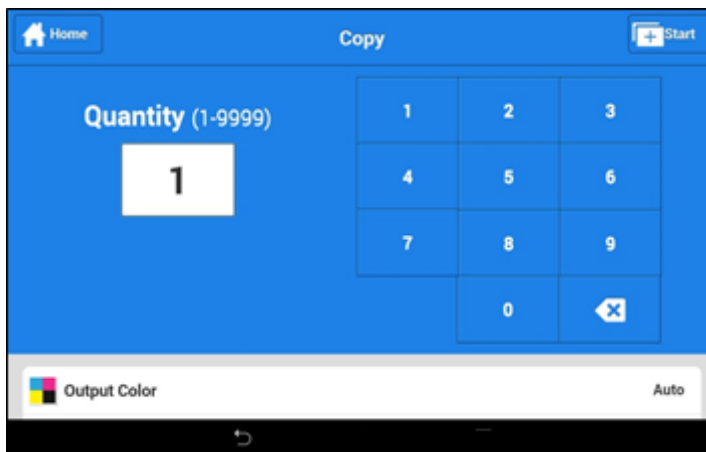 Home
Copy
Start
Quantity (1-9999)
1
1 2 3
4 5 6
7 8 9
0
Output Color
Auto